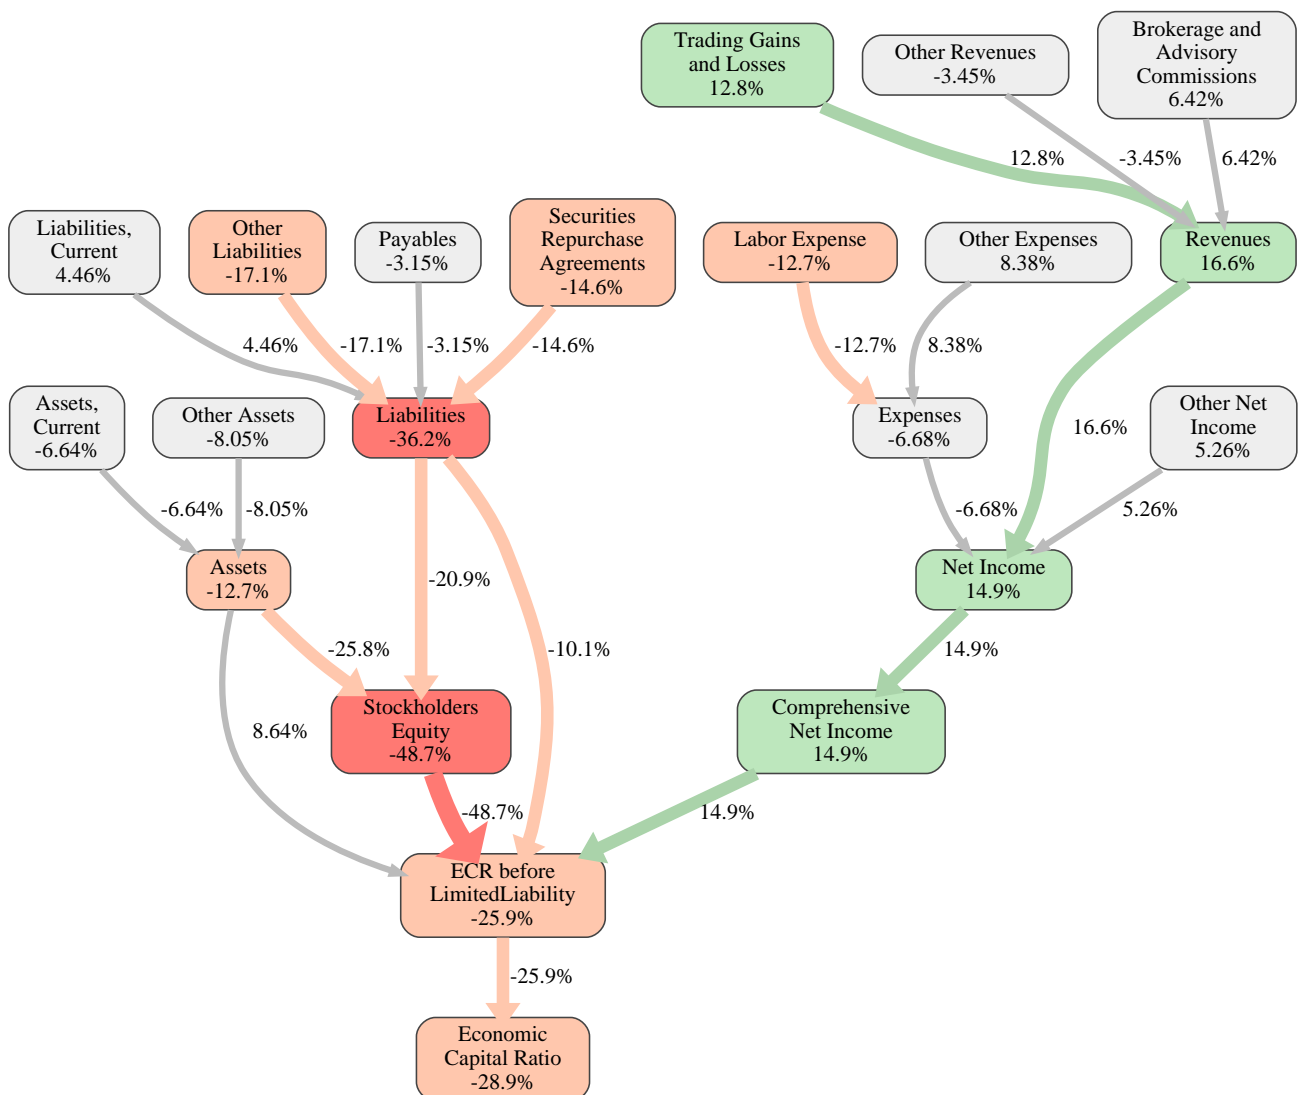 Trading Gains
and Losses
12.8%
Other Revenues
-3.45%
Brokerage and
Advisory
Commissions
6.42%
12.8%
-3.45%
6.42%
Liabilities,
Current
4.46%
Other
Liabilities
-17.1%
Payables
-3.15%
Securities
Repurchase
Agreements
-14.6%
Labor Expense
-12.7%
Other Expenses
8.38%
Revenues
16.6%
4.46%
-17.1%
-3.15%
-14.6%
-12.7%
8.38%
Assets,
Current
-6.64%
Other Assets
-8.05%
Liabilities
-36.2%
Expenses
-6.68%
16.6%
Other Net
Income
5.26%
-6.64%
-8.05%
-6.68%
5.26%
Assets
-12.7%
-20.9%
Net Income
14.9%
-25.8%
-10.1%
14.9%
8.64%
Stockholders
Equity
-48.7%
Comprehensive
Net Income
14.9%
-48.7%
14.9%
ECR before
LimitedLiability
-25.9%
-25.9%
Economic
Capital Ratio
-28.9%